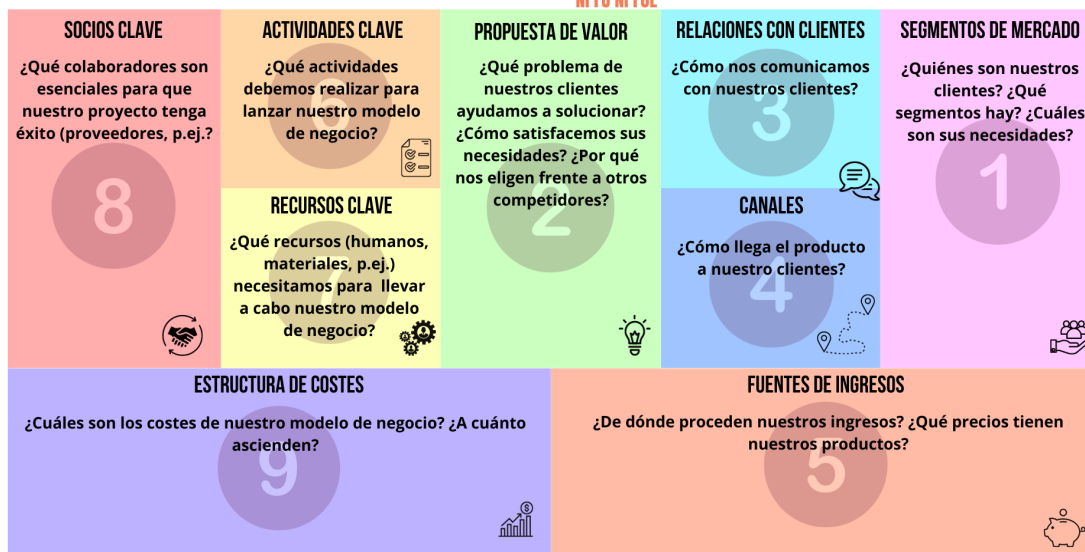 SOCIOS CLAVE
¿Qué colaboradores son
esenciales para que
nuestro proyecto tenga
éxito (proveedores, p.ej.?
8
ACTIVIDADES CLAVE
¿Qué actividades
debemos realizar para
lanzar nuestro modelo
de negocio?
6
RECURSOS CLAVE
¿Qué recursos (humanos,
materiales, p.ej.)
necesitamos para llevar
a cabo nuestro modelo
de negocio?
7
PROPUESTA DE VALOR
¿Qué problema de
nuestros clientes
ayudamos a solucionar?
¿Cómo satisfacemos sus
necesidades? ¿Por qué
nos eligen frente a otros
competidores?
2
RELACIONES CON CLIENTES
¿Cómo nos comunicamos
con nuestros clientes?
3
CANALES
¿Cómo llega el producto
a nuestro clientes?
4
SEGMENTOS DE MERCADO
¿Quiénes son nuestros
clientes? ¿Qué
segmentos hay? ¿Cuáles
son sus necesidades?
1
ESTRUCTURA DE COSTES
¿Cuáles son los costes de nuestro modelo de negocio? ¿A cuánto
ascienden?
9
$
FUENTES DE INGRESOS
¿De dónde proceden nuestros ingresos? ¿Qué precios tienen
nuestros productos?
5